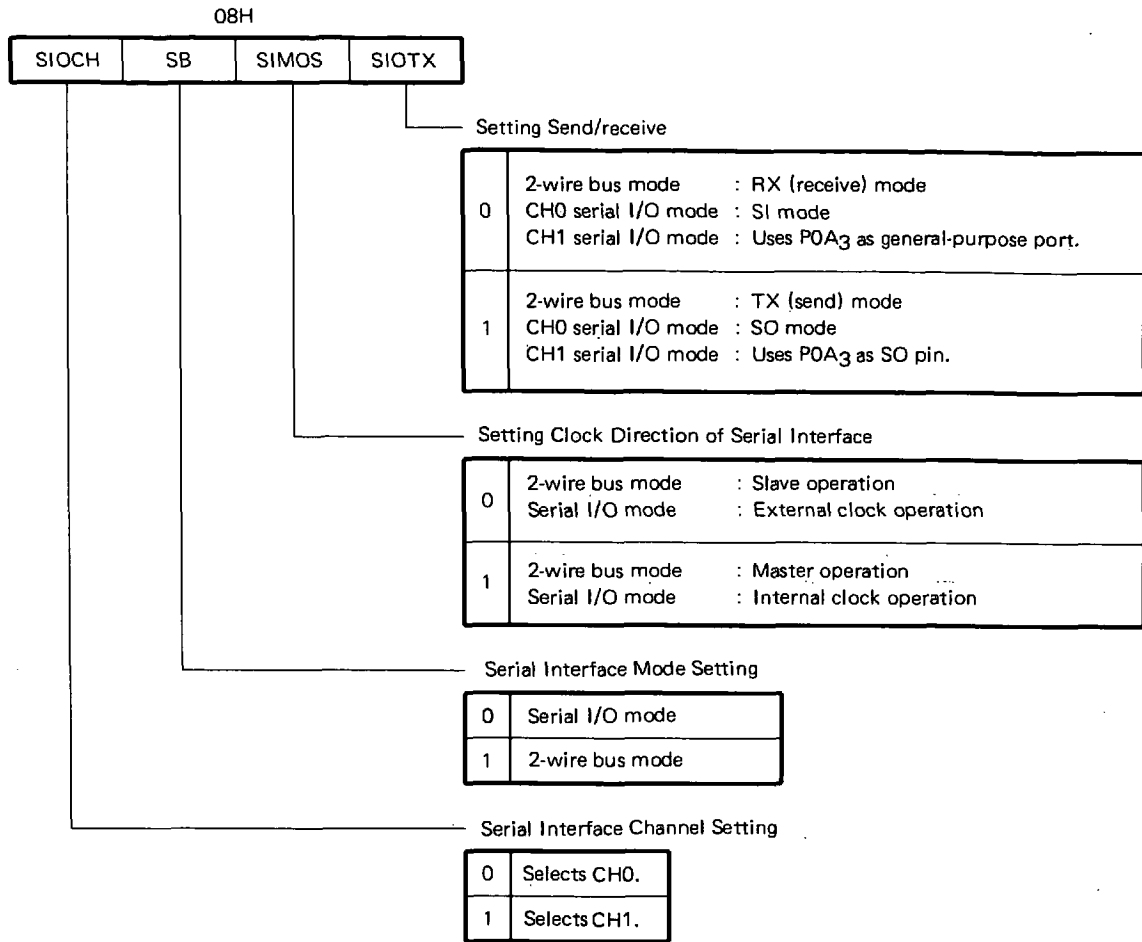 08H
SIOCH SB SIMOS SIOTX
Setting Send/receive
0
2-wire bus mode : RX (receive) mode
CH0 serial I/O mode : SI mode
CH1 serial I/O mode : Uses P0A3 as general-purpose port.
1
2-wire bus mode : TX (send) mode
CH0 serial I/O mode : SO mode
CH1 serial I/O mode : Uses P0A3 as SO pin.
Setting Clock Direction of Serial Interface
0
2-wire bus mode : Slave operation
Serial I/O mode : External clock operation
1
2-wire bus mode : Master operation
Serial I/O mode : Internal clock operation
Serial Interface Mode Setting
0 Serial I/O mode
1 2-wire bus mode
Serial Interface Channel Setting
0 Selects CH0.
1 Selects CH1.